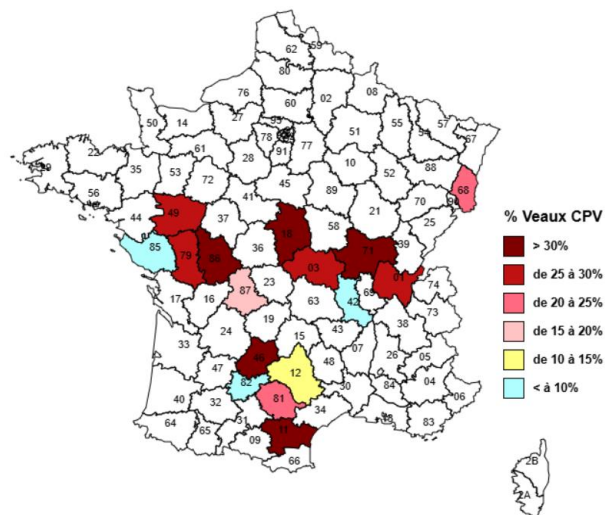 62 59
80
76 02 08
60
50 14 27 95 57
78 51 55 54 67
61 77
22 91
29 35 28 10 88
53 72 52 68
56 45 89 70 90
41
44 49 37 21 25
18 58
85 79 86 36 71 39
03 01
17 16 87 23 42 69 74
63
24 19 38 73
15 43
33 46 07 26 05
47 12 48
82 30 84 04
40 32 81 06
34 13 83
64 65 31 11
09
66
2B
2A
% Veaux CPV
> 30%
de 25 à 30%
de 20 à 25%
de 15 à 20%
de 10 à 15%
< à 10%